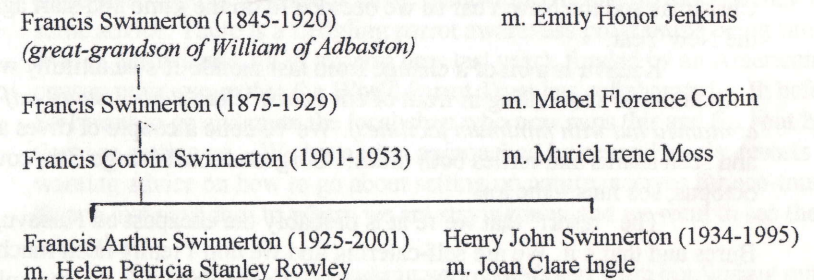 Francis Swinnerton (1845-1920) m. Emily Honor Jenkins
(great-grandson of William of Adbaston)
Francis Swinnerton (1875-1929) m. Mabel Florence Corbin
Francis Corbin Swinnerton (1901-1953) m. Muriel Irene Moss
Francis Arthur Swinnerton (1925-2001) Henry John Swinnerton (1934-1995)
m. Helen Patricia Stanley Rowley m. Joan Clare Ingle